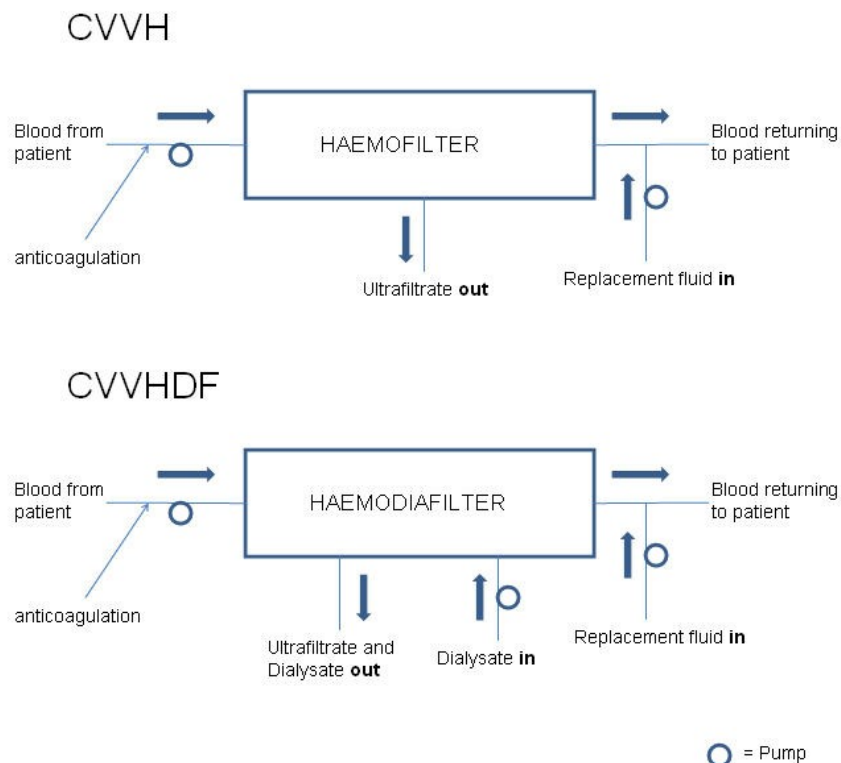 CVVH
Blood from
patient
HAEMOFILTER
Blood returning
to patient
anticoagulation
Ultrafiltrate out
Replacement fluid in
CVVHDF
Blood from
patient
HAEMODIAFILTER
Blood returning
to patient
anticoagulation
Ultrafiltrate and
Dialysate out
Dialysate in
Replacement fluid in
= Pump